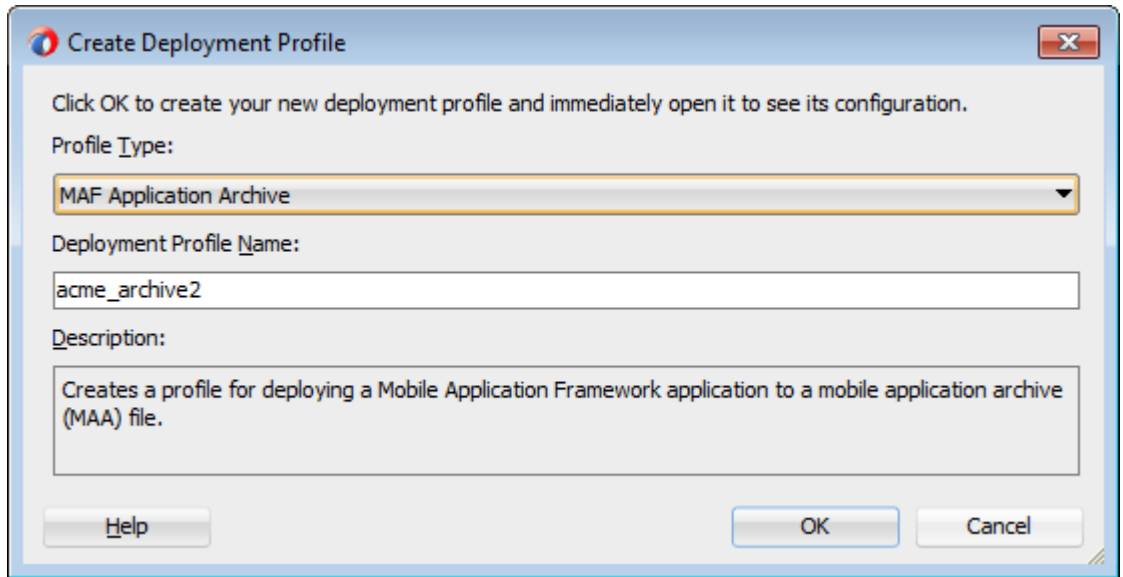 Create Deployment Profile
Click OK to create your new deployment profile and immediately open it to see its configuration.
Profile Type:
MAF Application Archive
Deployment Profile Name:
acme_archive2
Description:
Creates a profile for deploying a Mobile Application Framework application to a mobile application archive
(MAA) file.
Help OK Cancel